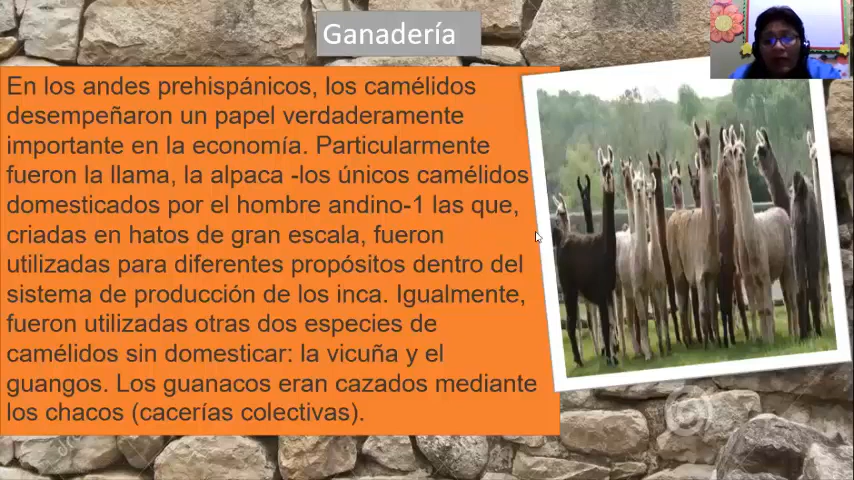 Ganadería
En los andes prehispánicos, los camélidos
desempeñaron un papel verdaderamente
importante en la economía. Particularmente
fueron la llama, la alpaca -los únicos camélidos
domesticados por el hombre andino-1 las que,
criadas en hatos de gran escala, fueron
utilizadas para diferentes propósitos dentro del
sistema de producción de los inca. Igualmente,
fueron utilizadas otras dos especies de
camélidos sin domesticar: la vicuña y el
guangos. Los guanacos eran cazados mediante
los chacos (cacerías colectivas).